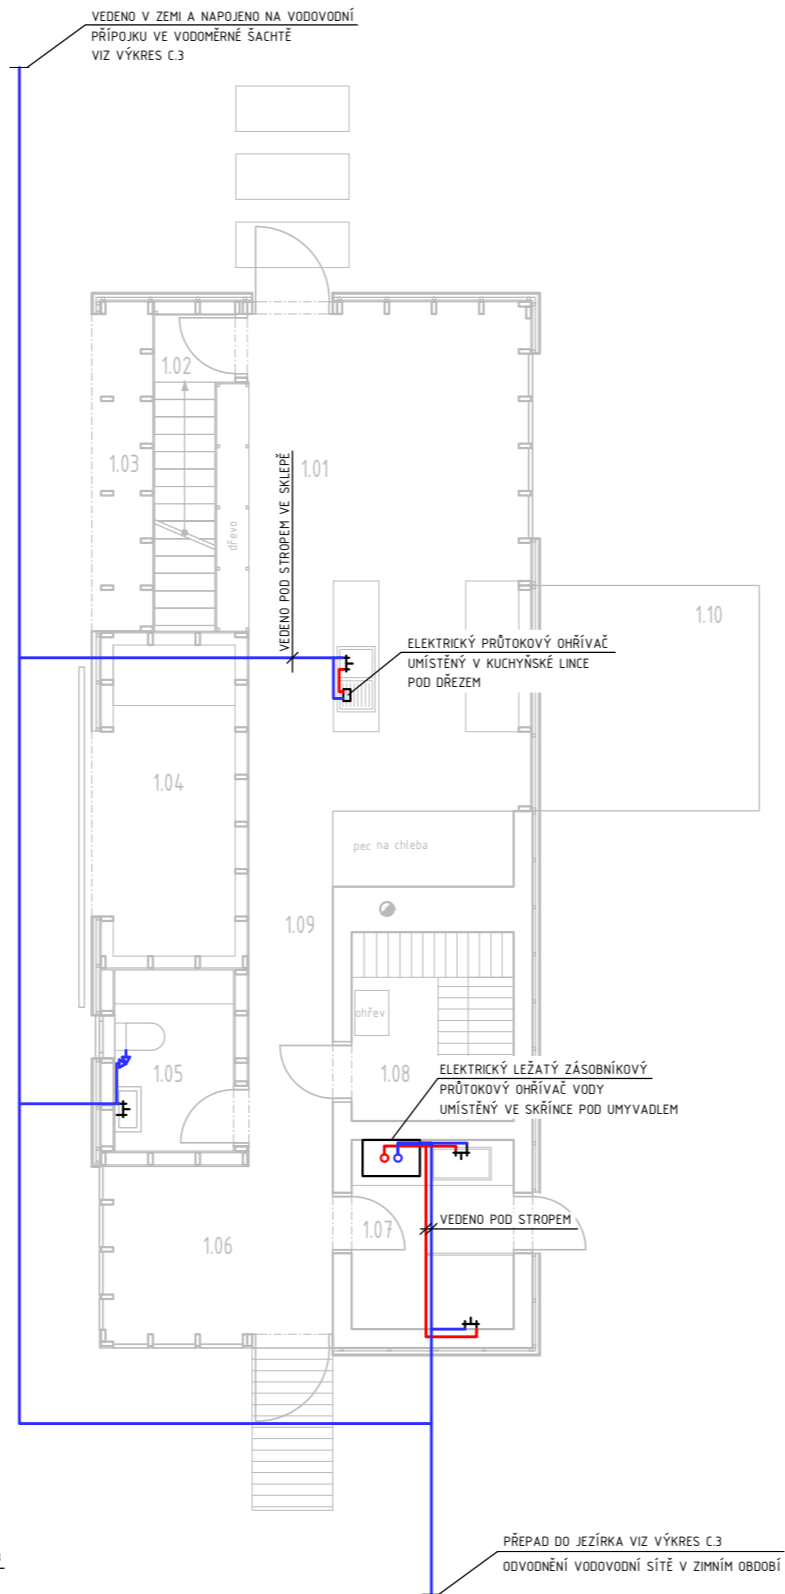 VEDENO V ZEMI A NAPOJENO NA VODOVODNÍ
PŘÍPOJKU VE VODOMĚRNÉ ŠACHTĚ
VIZ VÝKRES C.3
1.02
1.03
1.01
dřevo
VEDENO POD STROPEM VE SKLEPĚ
1.10
ELEKTRICKÝ PRŮTOKOVÝ OHŘÍVAČ
UMÍSTĚNÝ V KUCHYŇSKÉ LINCE
POD DŘEZEM
1.04
pec na chleba
1.09
ohřev
1.05
1.08
ELEKTRICKÝ LEŽATÝ ZÁSOBNÍKOVÝ
PRŮTOKOVÝ OHŘÍVAČ VODY
UMÍSTĚNÝ VE SKŘÍNCE POD UMYVADLEM
VEDENO POD STROPEM
1.07
1.06
PŘEPAD DO JEZÍRKA VIZ VÝKRES C.3
ODVODNĚNÍ VODOVODNÍ SÍTĚ V ZIMNÍM OBDOBÍ